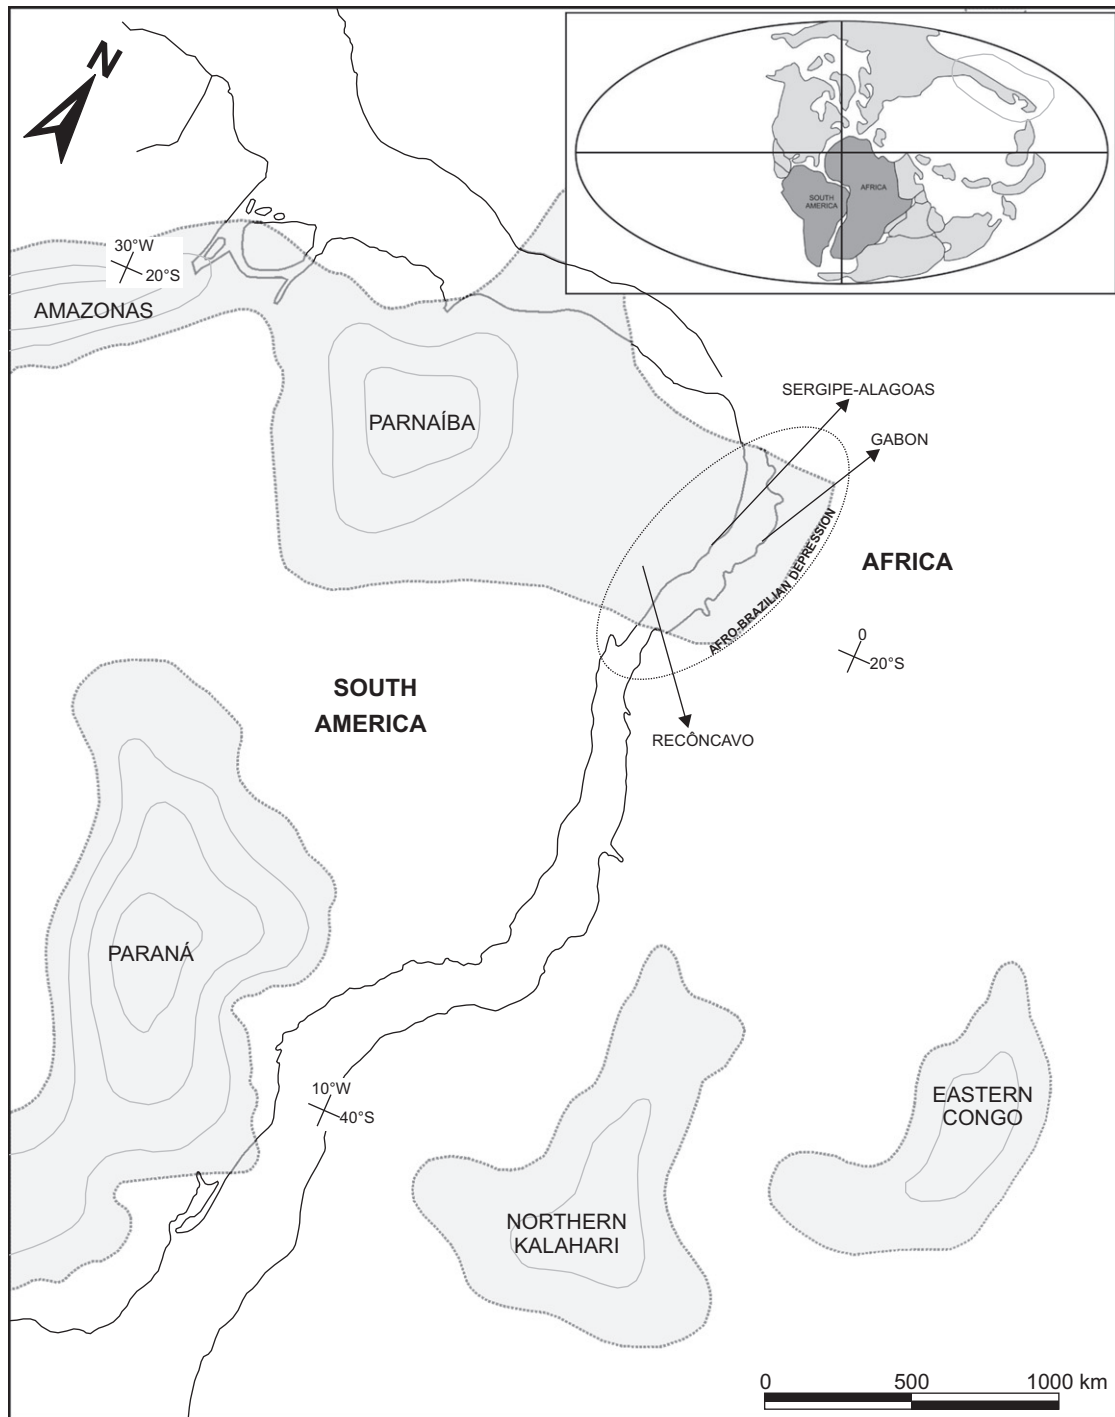 N
SOUTH
AMERICA
AFRICA
30°W
20°S
AMAZONAS
PARNAÍBA
SERGIPE-ALAGOAS
GABON
AFRO-BRAZILIAN DEPRESSION
AFRICA
0
20°S
SOUTH
AMERICA
RECÔNCAVO
PARANÁ
10°W
40°S
EASTERN
CONGO
NORTHERN
KALAHARI
0 500 1000 km